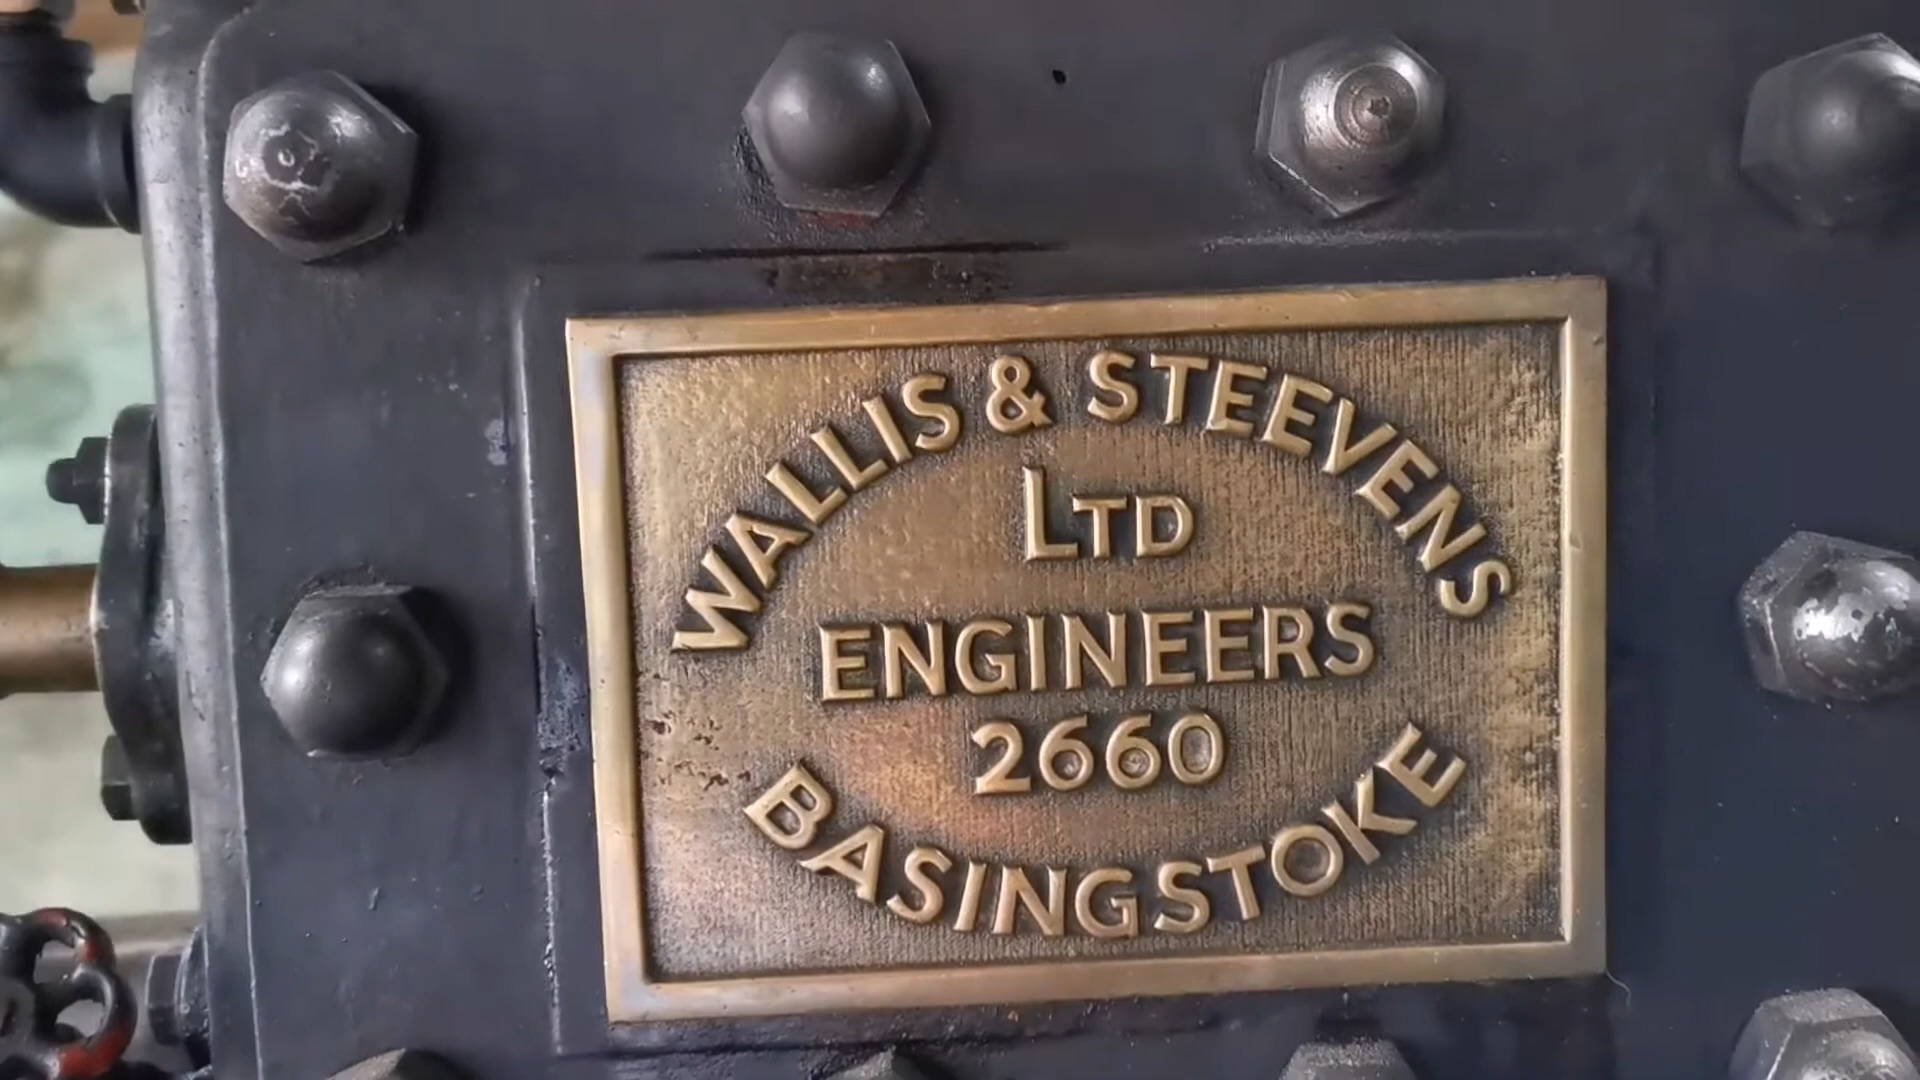 WALLIS & STEEVENS
LTD
ENGINEERS
2660
BASINGSTOKE